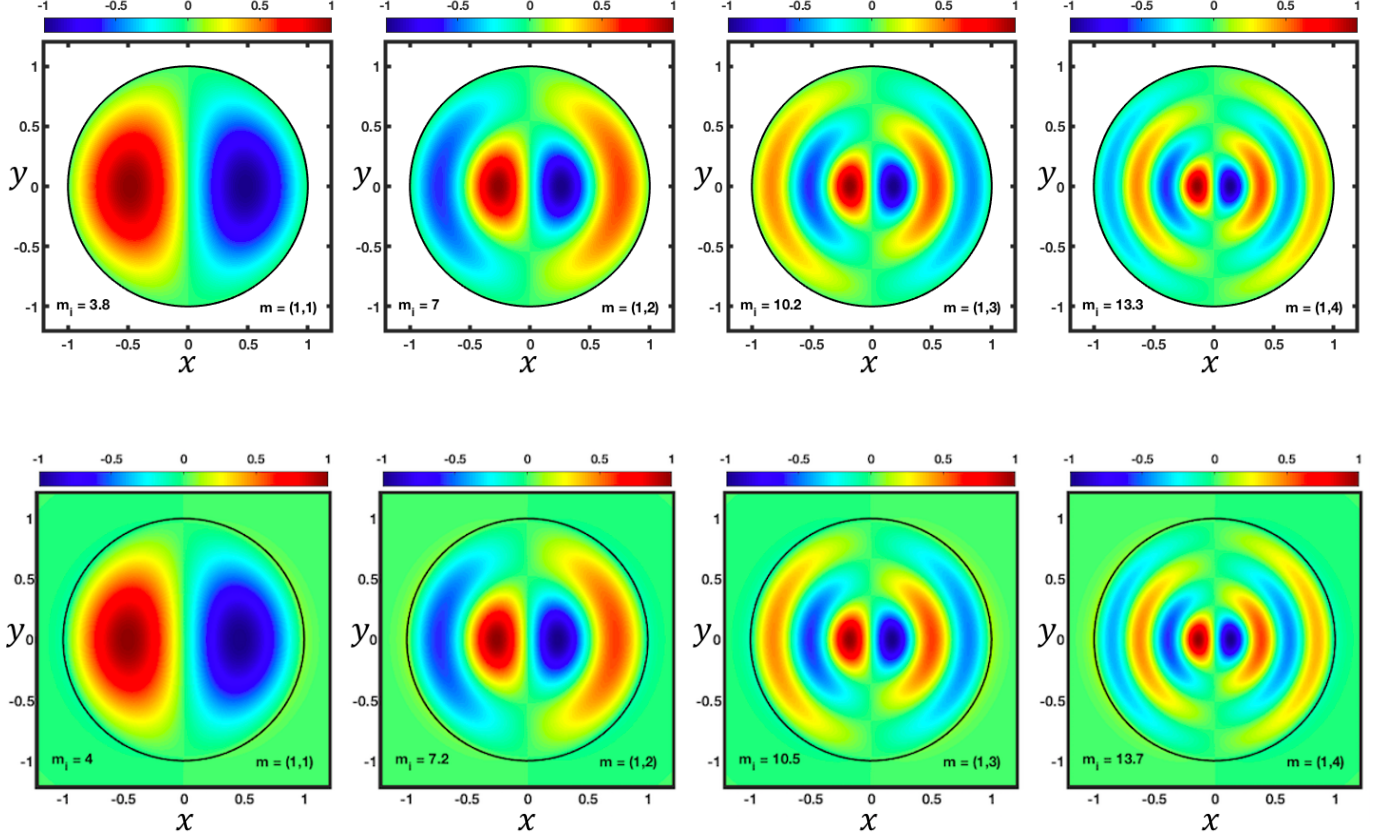 -1 -0.5 0 0.5 1 -1 -0.5 0 0.5 1 -1 -0.5 0 0.5 1 -1 -0.5 0 0.5 1
1 1 1 1
0.5 0.5 0.5 0.5
y 0 y 0 y 0 y 0
-0.5 -0.5 -0.5 -0.5
-1 -1 -1 -1
m_i = 3.8 m = (1,1) m_i = 7 m = (1,2) m_i = 10.2 m = (1,3) m_i = 13.3 m = (1,4)
-1 -0.5 0 0.5 1 -1 -0.5 0 0.5 1 -1 -0.5 0 0.5 1 -1 -0.5 0 0.5 1
x x x x
-1 -0.5 0 0.5 1 -1 -0.5 0 0.5 1 -1 -0.5 0 0.5 1 -1 -0.5 0 0.5 1
1 1 1 1
0.5 0.5 0.5 0.5
y 0 y 0 y 0 y 0
-0.5 -0.5 -0.5 -0.5
m_i = 4 m = (1,1) m_i = 7.2 m = (1,2) m_i = 10.5 m = (1,3) m_i = 13.7 m = (1,4)
-1 -1 -1 -1
-1 -0.5 0 0.5 1 -1 -0.5 0 0.5 1 -1 -0.5 0 0.5 1 -1 -0.5 0 0.5 1
x x x x